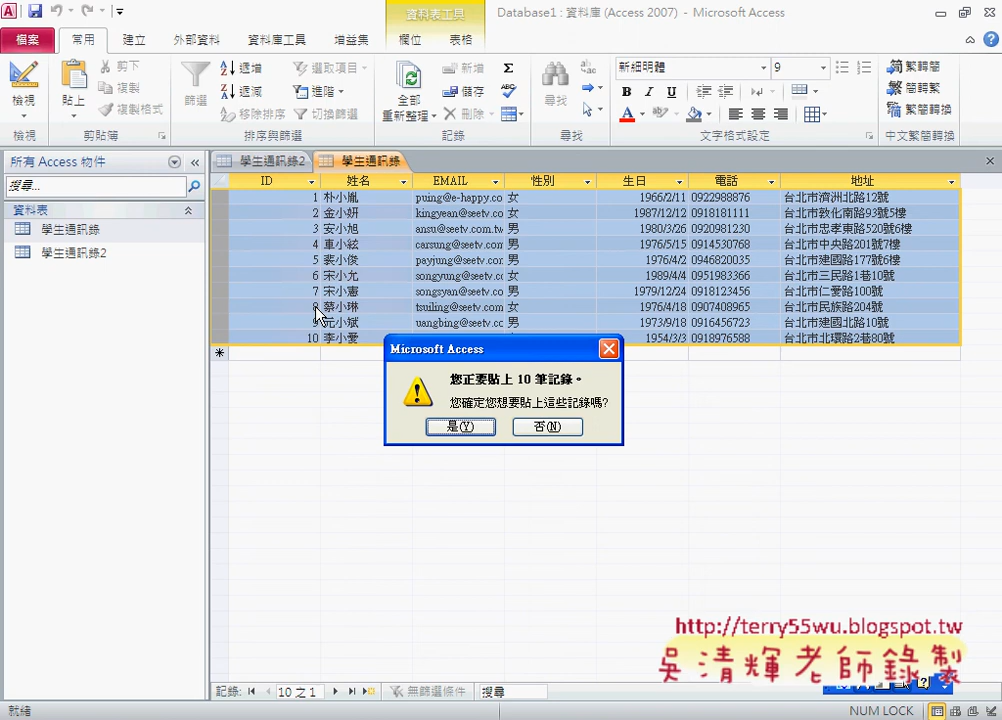 資料表工具
Database1 : 資料庫 (Access 2007) - Microsoft Access
檔案 常用 建立 外部資料 資料庫工具 增益集 欄位 表格
檢視 貼上 剪下 複製 複製格式 篩選 遞增 遞減 移除排序 選取項目 進階 切換篩選 全部重新整理 新增 儲存 刪除 尋找 新細明體 9 B I U A 繁轉簡 簡轉繁 繁簡轉換
檢視 剪貼簿 排序與篩選 記錄 尋找 文字格式設定 中文繁簡轉換
所有 Access 物件
搜尋...
資料表
學生通訊錄
學生通訊錄2
學生通訊錄2 學生通訊錄
ID 姓名 EMAIL 性別 生日 電話 地址
1 朴小胤 puing@e-happy.co 女 1966/2/11 0922988876 台北市濟洲北路12號
2 金小妍 kingyean@seetv.co 女 1987/12/12 0918181111 台北市敦化南路93號5樓
3 安小旭 ansu@seetv.com.tw 男 1980/3/26 0920981230 台北市忠孝東路520號6樓
4 車小絃 carsung@seetv.com 男 1976/5/15 0914530768 台北市中央路201號7樓
5 裴小俊 payjung@seetv.com 男 1976/4/2 0946820035 台北市建國路177號6樓
6 宋小允 songyung@seetv.co 女 1989/4/4 0951983366 台北市三民路1巷10號
7 宋小憲 songsyan@seetv.co 男 1979/12/24 0918123456 台北市仁愛路100號
8 蔡小琳 tsuiling@seetv.com 女 1976/4/18 0907408965 台北市民族路204號
9 元小斌 uangbing@seetv.cc 男 1973/9/18 0916456723 台北市建國北路10號
10 李小愛 1954/3/3 0918976588 台北市北環路2巷80號
Microsoft Access
您正要貼上 10 筆記錄。
您確定您想要貼上這些記錄嗎?
是(Y) 否(N)
http://terry55wu.blogspot.tw
吳清輝老師錄製
記錄: 10 之 1 無篩選條件 搜尋
就緒 NUM LOCK